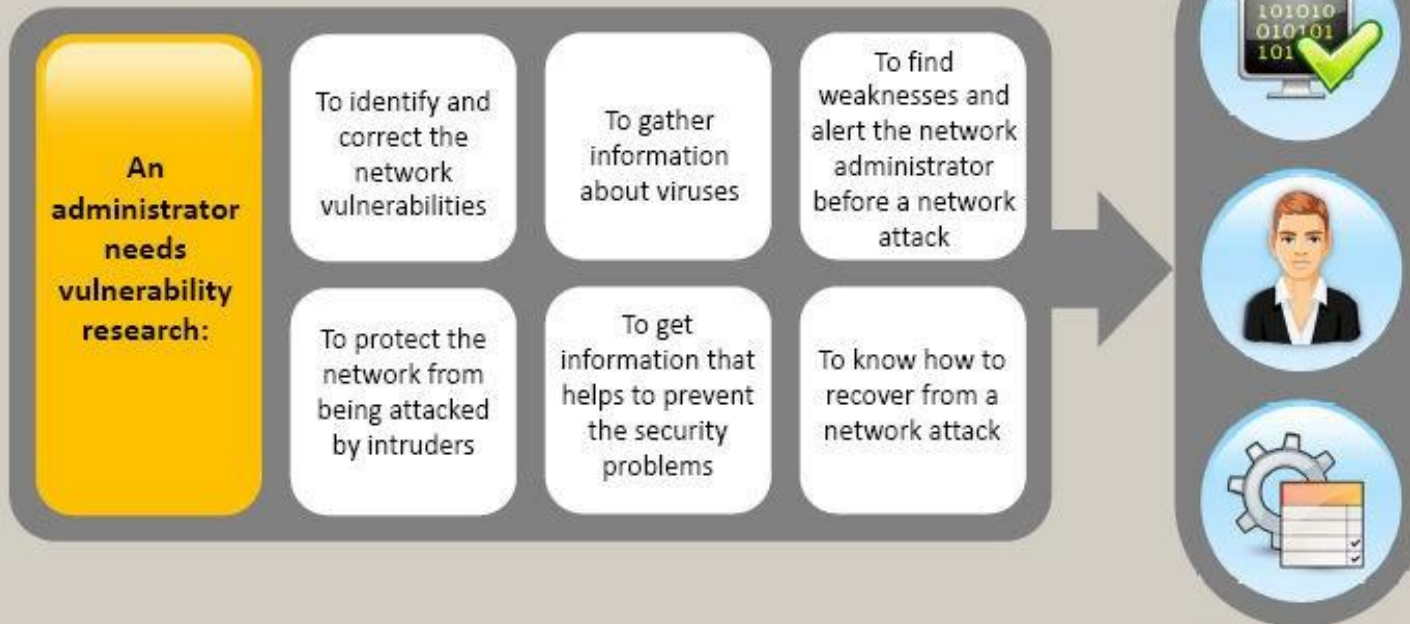 An
administrator
needs
vulnerability
research:
To identify and
correct the
network
vulnerabilities
To gather
information
about viruses
To find
weaknesses and
alert the network
administrator
before a network
attack
To protect the
network from
being attacked
by intruders
To get
information that
helps to prevent
the security
problems
To know how to
recover from a
network attack
101010
010101
101